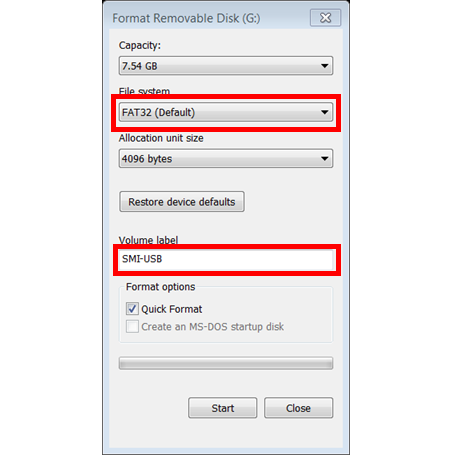 Format Removable Disk (G:)
Capacity:
7.54 GB
File system
FAT32 (Default)
Allocation unit size
4096 bytes
Restore device defaults
Volume label
SMI-USB
Format options
Quick Format
Create an MS-DOS startup disk
Start Close